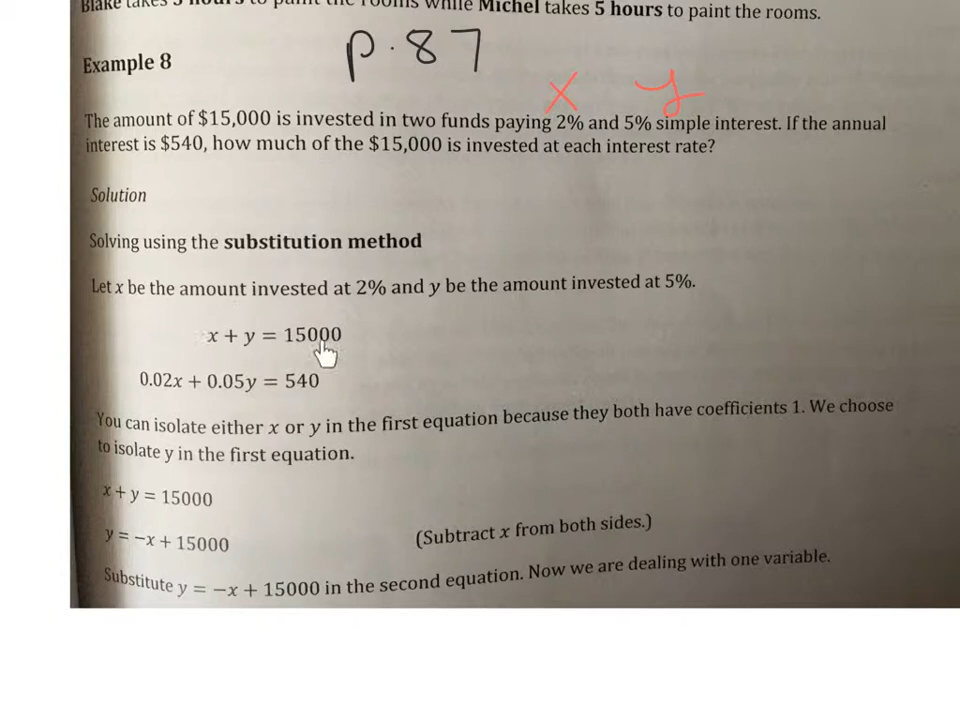 Blake takes 3 hours to paint the rooms while Michel takes 5 hours to paint the rooms.
Example 8
p. 87
x y
The amount of $15,000 is invested in two funds paying 2% and 5% simple interest. If the annual
interest is $540, how much of the $15,000 is invested at each interest rate?
Solution
Solving using the substitution method
Let x be the amount invested at 2% and y be the amount invested at 5%.
x + y = 15000
0.02x + 0.05y = 540
You can isolate either x or y in the first equation because they both have coefficients 1. We choose
to isolate y in the first equation.
x + y = 15000
y = −x + 15000 (Subtract x from both sides.)
Substitute y = −x + 15000 in the second equation. Now we are dealing with one variable.